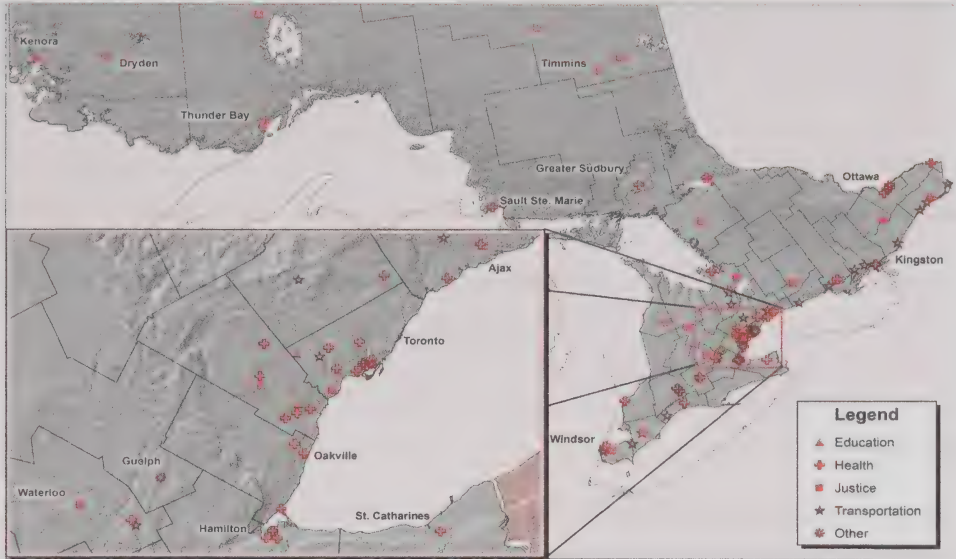 Kenora
Dryden
Timmins
Thunder Bay
Greater Sudbury
Ottawa
Sault Ste. Marie
Kingston
Ajax
Toronto
Oakville
Guelph
Waterloo
Hamilton
St. Catharines
Windsor
Legend
Education
Health
Justice
Transportation
Other